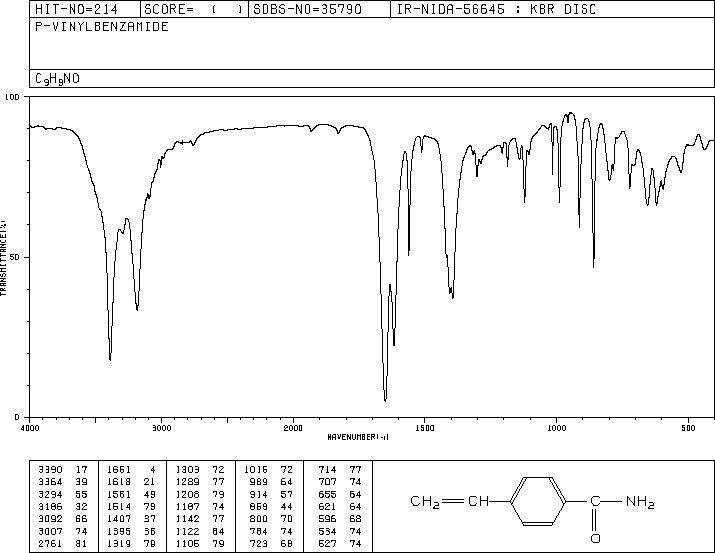 HIT-NO=214 SCORE= ( ) SDBS-NO=35790 IR-NIDA-56645 : KBR DISC
P-VINYLBENZAMIDE
C9H9NO
100
50
0
TRANSMITTANCE(%)
4000 3000 2000 1500 1000 500
WAVENUMBER(-1)
3390 17 1651 4 1303 72 1015 72 714 77
3364 39 1618 21 1289 77 989 64 707 74
3294 55 1561 49 1208 79 914 57 655 64
3186 32 1514 79 1187 74 859 44 621 64
3092 66 1407 37 1142 77 800 70 596 68
3007 74 1395 36 1122 64 784 74 534 74
2761 81 1319 79 1105 79 723 68 527 74
CH2 CH C NH2
O